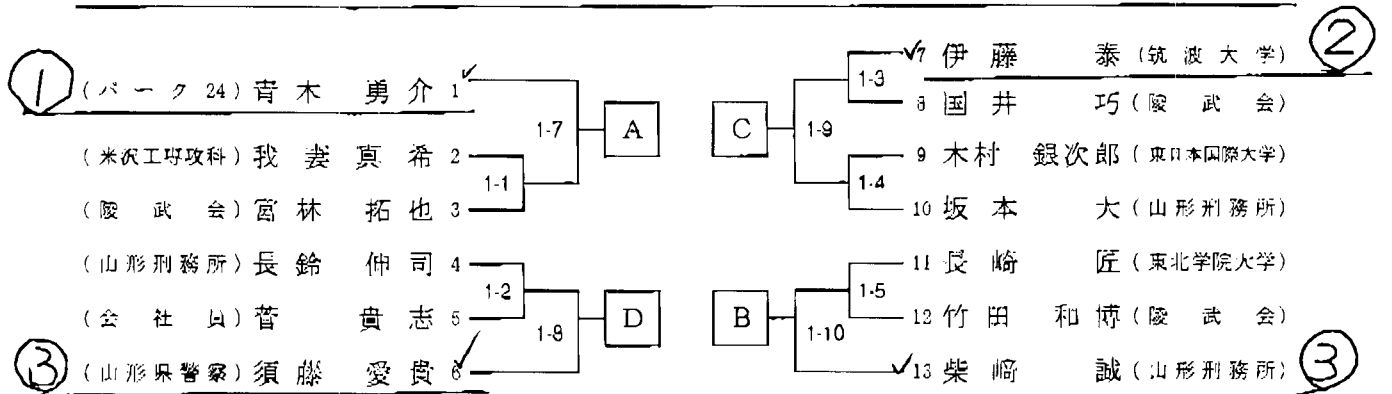 ① (パーク24) 青木 勇介 1
(米沢工専攻科) 我妻真希 2
(陵武会) 宮林 拓也 3
(山形刑務所) 長鈴 伸司 4
(会社員) 菅 貴志 5
③ (山形県警察) 須藤 愛貴 6
1-7
1-1
1-2
1-8
A
D
C
B
1-3
1-9
1-4
1-5
1-10
7 伊藤 泰 (筑波大学) ②
8 国井 巧 (陵武会)
9 木村 銀次郎 (東日本国際大学)
10 坂本 大 (山形刑務所)
11 長崎 匠 (東北学院大学)
12 竹田 和博 (陵武会)
13 柴崎 誠 (山形刑務所) ③